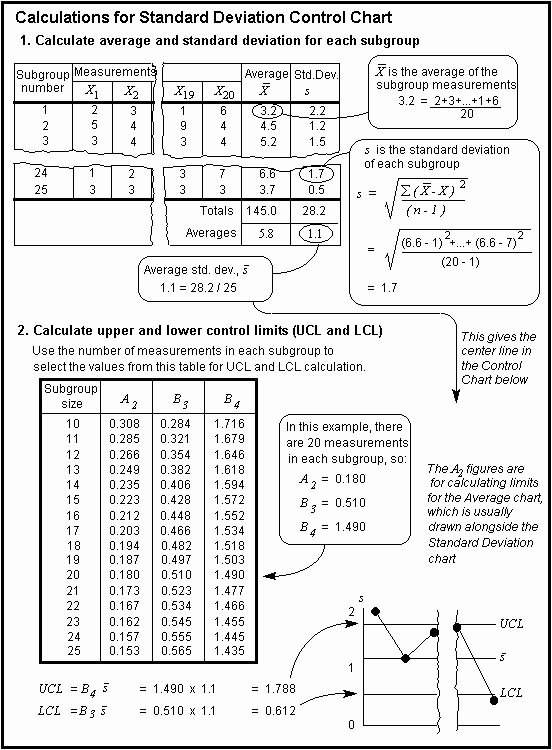 Calculations for Standard Deviation Control Chart
1. Calculate average and standard deviation for each subgroup
Subgroup number Measurements Average Std.Dev.
X1 X2 X19 X20 X̅ s
1 2 3 1 6 3.2 2.2
2 5 4 9 4 4.5 1.2
3 3 4 3 4 5.2 1.5
24 1 2 3 7 6.6 1.7
25 3 3 3 3 3.7 0.5
Totals 145.0 28.2
Averages 5.8 1.1
X̅ is the average of the
subgroup measurements
3.2 = 2+3+...+1+6
20
s is the standard deviation
of each subgroup
s = √ Σ(X̅-X)²
(n-1)
= √ (6.6-1)²+...+(6.6-7)²
(20-1)
= 1.7
Average std. dev., s̅
1.1 = 28.2 / 25
This gives the
center line in
the Control
Chart below
2. Calculate upper and lower control limits (UCL and LCL)
Use the number of measurements in each subgroup to
select the values from this table for UCL and LCL calculation.
Subgroup size A2 B3 B4
10 0.308 0.284 1.716
11 0.285 0.321 1.679
12 0.266 0.354 1.646
13 0.249 0.382 1.618
14 0.235 0.406 1.594
15 0.223 0.428 1.572
16 0.212 0.448 1.552
17 0.203 0.466 1.534
18 0.194 0.482 1.518
19 0.187 0.497 1.503
20 0.180 0.510 1.490
21 0.173 0.523 1.477
22 0.167 0.534 1.466
23 0.162 0.545 1.455
24 0.157 0.555 1.445
25 0.153 0.565 1.435
In this example, there
are 20 measurements
in each subgroup, so:
A2 = 0.180
B3 = 0.510
B4 = 1.490
The A2 figures are
for calculating limits
for the Average chart,
which is usually
drawn alongside the
Standard Deviation
chart
UCL = B4 s̅ = 1.490 x 1.1 = 1.788
LCL = B3 s̅ = 0.510 x 1.1 = 0.612
s
2
UCL
1
s̅
LCL
0